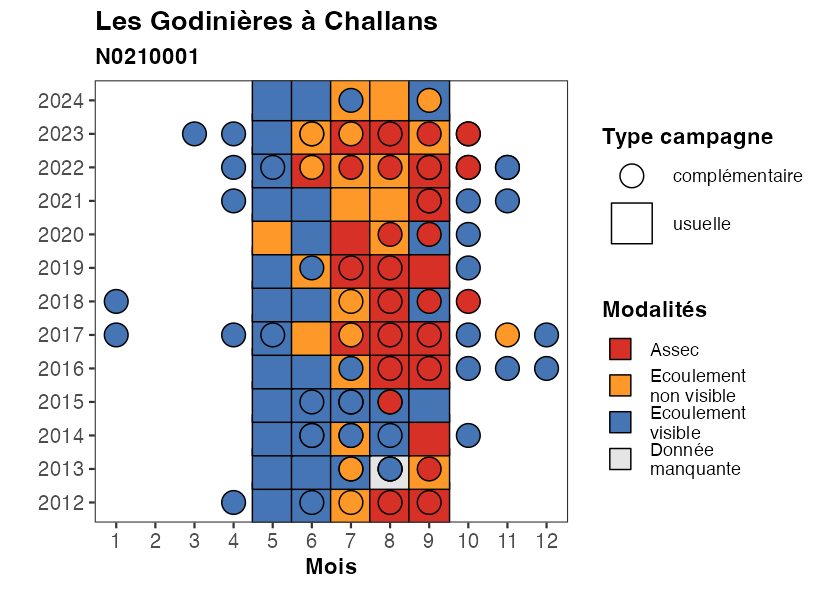 Les Godinières à Challans
N0210001
2024
2023
2022
2021
2020
2019
2018
2017
2016
2015
2014
2013
2012
1 2 3 4 5 6 7 8 9 10 11 12
Mois
Type campagne
complémentaire
usuelle
Modalités
Assec
Ecoulement
non visible
Ecoulement
visible
Donnée
manquante